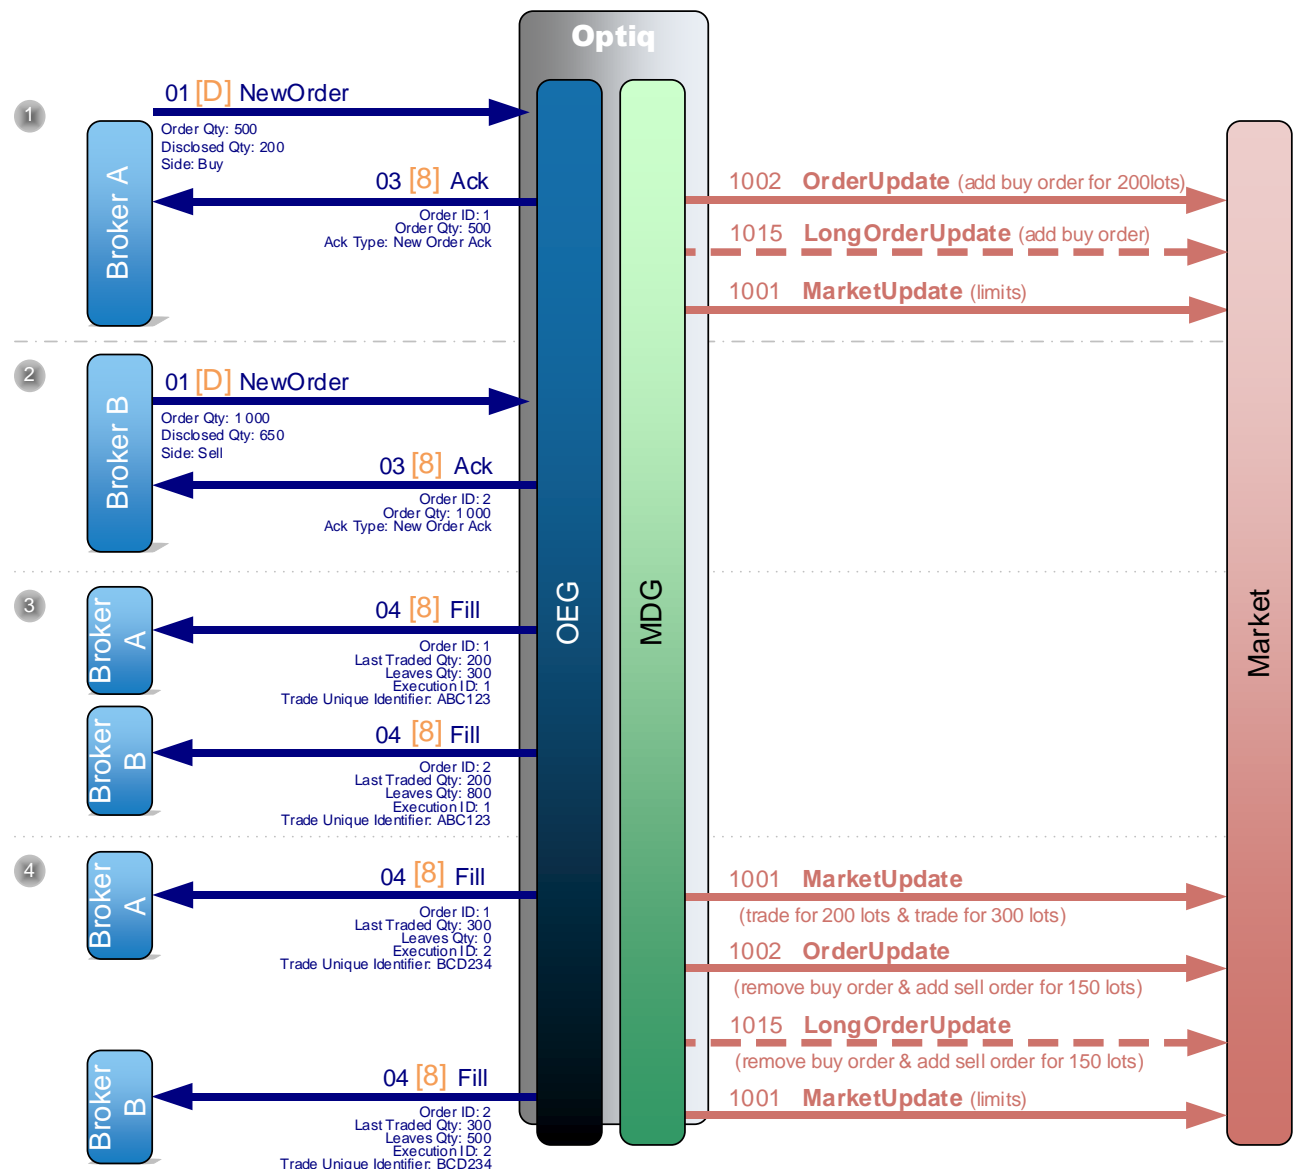 Optiq
1
01 [D] NewOrder
Order Qty: 500
Disclosed Qty: 200
Side: Buy
Broker A
03 [8] Ack
Order ID: 1
Order Qty: 500
Ack Type: New Order Ack
1002 OrderUpdate (add buy order for 200lots)
1015 LongOrderUpdate (add buy order)
1001 MarketUpdate (limits)
2
01 [D] NewOrder
Order Qty: 1 000
Disclosed Qty: 650
Side: Sell
Broker B
03 [8] Ack
Order ID: 2
Order Qty: 1 000
Ack Type: New Order Ack
OEG
MDG
Market
3
Broker
A
04 [8] Fill
Order ID: 1
Last Traded Qty: 200
Leaves Qty: 300
Execution ID: 1
Trade Unique Identifier: ABC123
Broker
B
04 [8] Fill
Order ID: 2
Last Traded Qty: 200
Leaves Qty: 800
Execution ID: 1
Trade Unique Identifier: ABC123
4
Broker
A
04 [8] Fill
Order ID: 1
Last Traded Qty: 300
Leaves Qty: 0
Execution ID: 2
Trade Unique Identifier: BCD234
1001 MarketUpdate
(trade for 200 lots & trade for 300 lots)
1002 OrderUpdate
(remove buy order & add sell order for 150 lots)
1015 LongOrderUpdate
(remove buy order & add sell order for 150 lots)
1001 MarketUpdate (limits)
Broker
B
04 [8] Fill
Order ID: 2
Last Traded Qty: 300
Leaves Qty: 500
Execution ID: 2
Trade Unique Identifier: BCD234